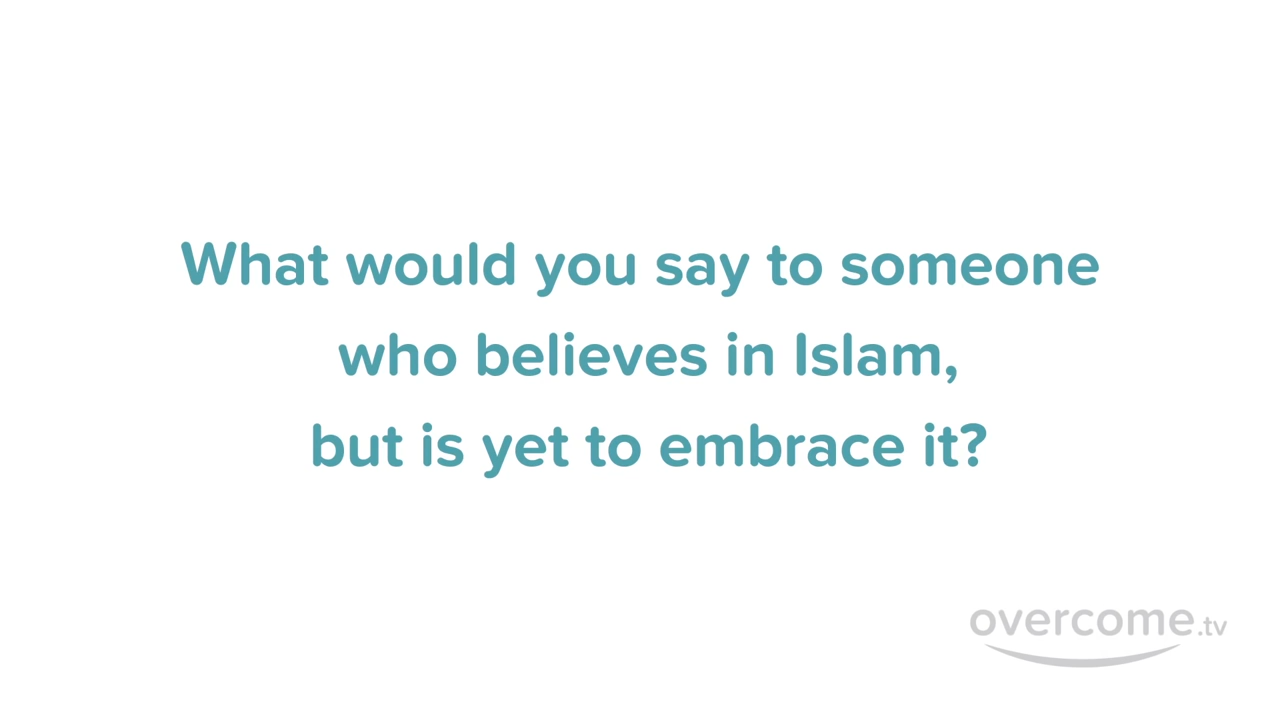 What would you say to someone
who believes in Islam,
but is yet to embrace it?
overcome.tv